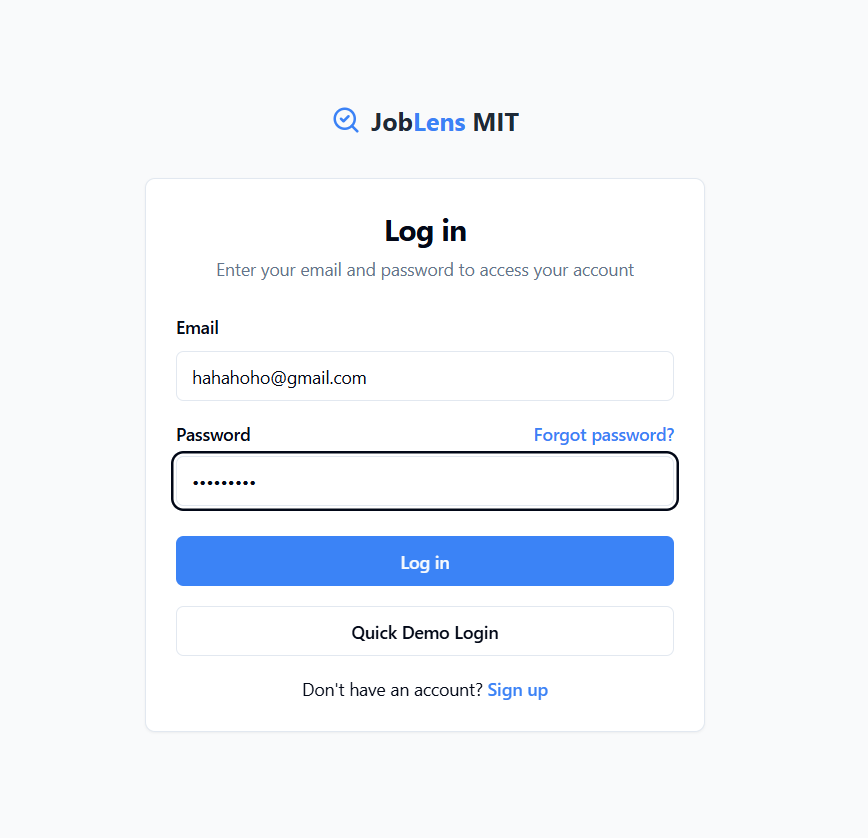 JobLens MIT
Log in
Enter your email and password to access your account
Email
hahahoho@gmail.com
Password Forgot password?
•••••••••
Log in
Quick Demo Login
Don't have an account? Sign up